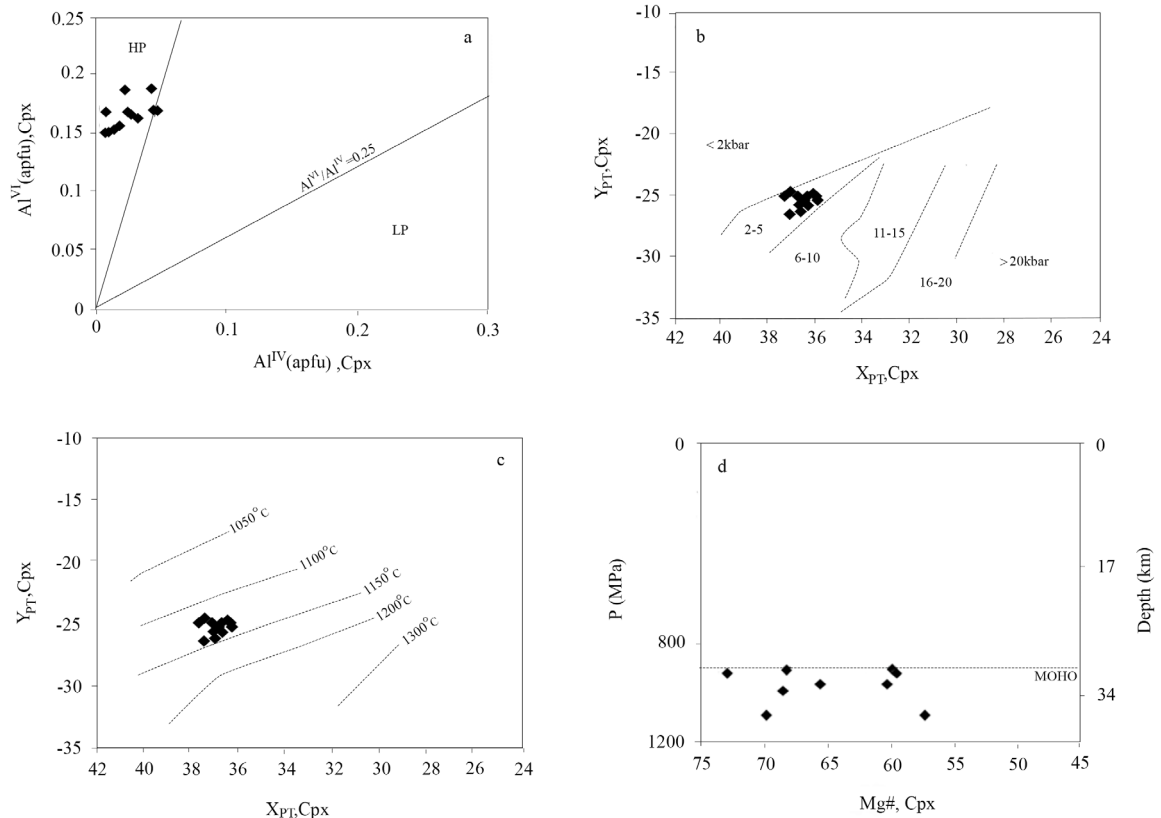 a
0.25
0.2
0.15
0.1
0.05
0
HP
LP
Al^VI/Al^IV=0.25
Al^VI(apfu),Cpx
0
0.1
0.2
0.3
Al^IV(apfu) ,Cpx
b
-10
-15
-20
-25
-30
-35
<2kbar
2-5
6-10
11-15
16-20
>20kbar
Y_PT,Cpx
42 40 38 36 34 32 30 28 26 24
X_PT,Cpx
c
-10
-15
-20
-25
-30
-35
1050°C
1100°C
1150°C
1200°C
1300°C
Y_PT,Cpx
42 40 38 36 34 32 30 28 26 24
X_PT,Cpx
d
0
800
1200
P (MPa)
0
17
34
Depth (km)
MOHO
75 70 65 60 55 50 45
Mg#, Cpx